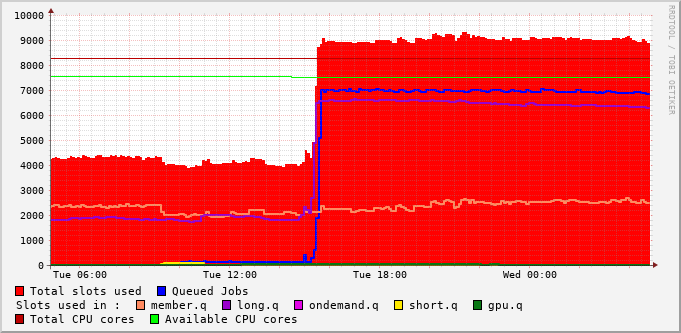 10000
9000
8000
7000
6000
5000
4000
3000
2000
1000
0
Tue 06:00 Tue 12:00 Tue 18:00 Wed 00:00
RRDTOOL / TOBI OETIKER
Total slots used Queued Jobs
Slots used in : member.q long.q ondemand.q short.q gpu.q
Total CPU cores Available CPU cores